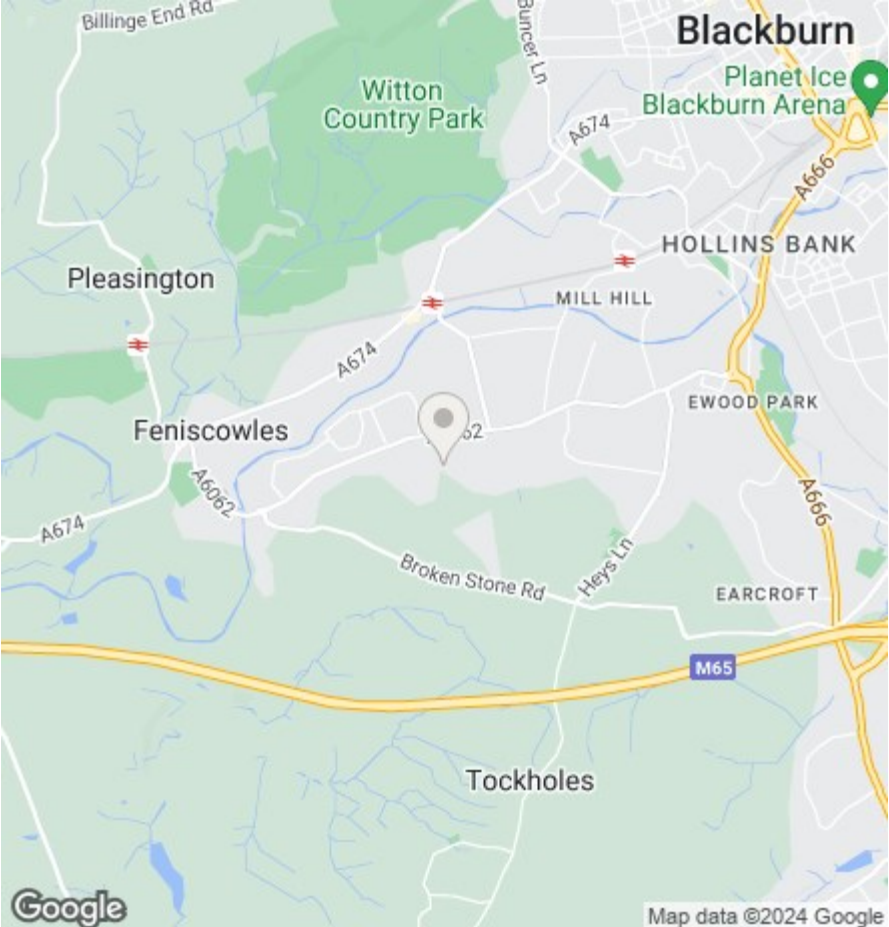 Billinge End Rd
Buncer Ln
Blackburn
Planet Ice
Blackburn Arena
Witton
Country Park
A674
A666
HOLLINS BANK
Pleasington
MILL HILL
A674
EWOOD PARK
Feniscowles
62
A6062
A666
A674
Broken Stone Rd
Heys Ln
EARCROFT
M65
Tockholes
Google
Map data ©2024 Google